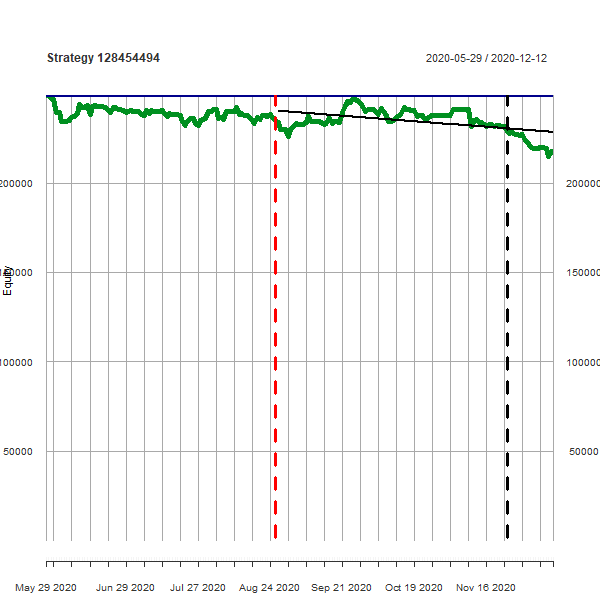 Strategy 128454494
2020-05-29 / 2020-12-12
200000
200000
150000
100000
100000
50000
50000
Equity
May 29 2020
Jun 29 2020
Jul 27 2020
Aug 24 2020
Sep 21 2020
Oct 19 2020
Nov 16 2020